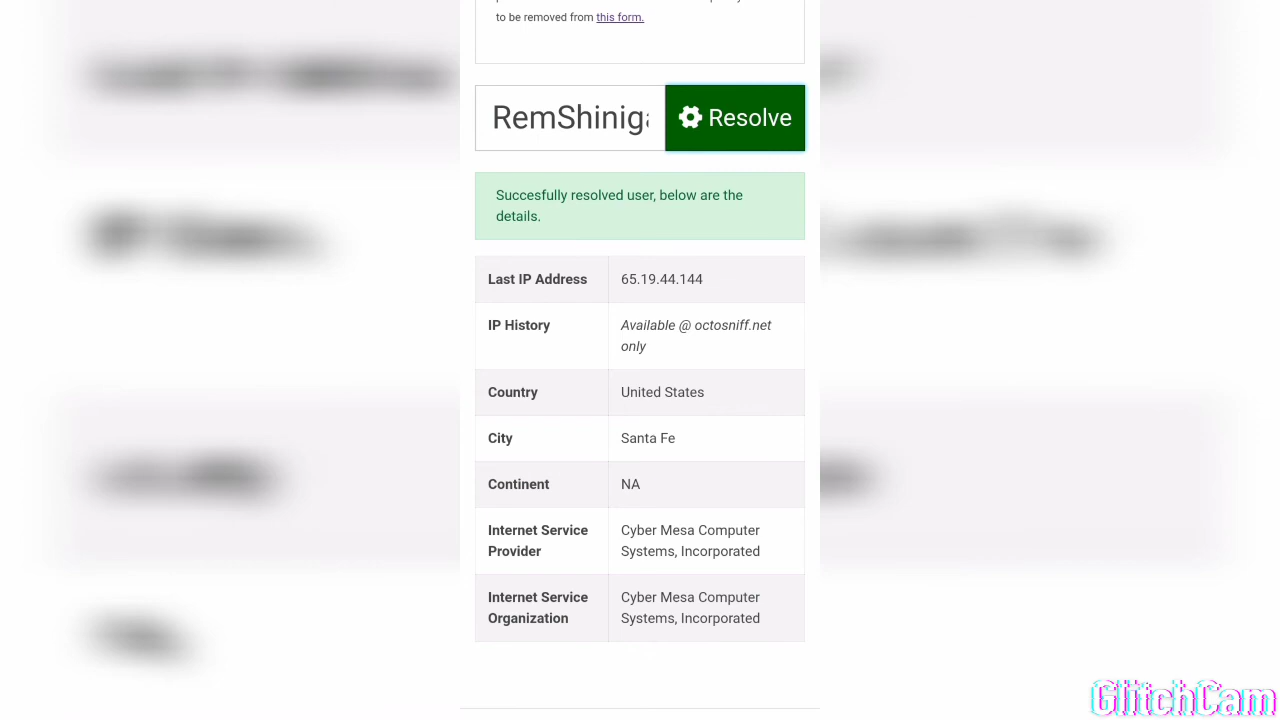 to be removed from this form.
RemShiniga
Resolve
Succesfully resolved user, below are the
details.
Last IP Address 65.19.44.144
IP History Available @ octosniff.net
only
Country United States
City Santa Fe
Continent NA
Internet Service Cyber Mesa Computer
Provider Systems, Incorporated
Internet Service Cyber Mesa Computer
Organization Systems, Incorporated
GlitchCam